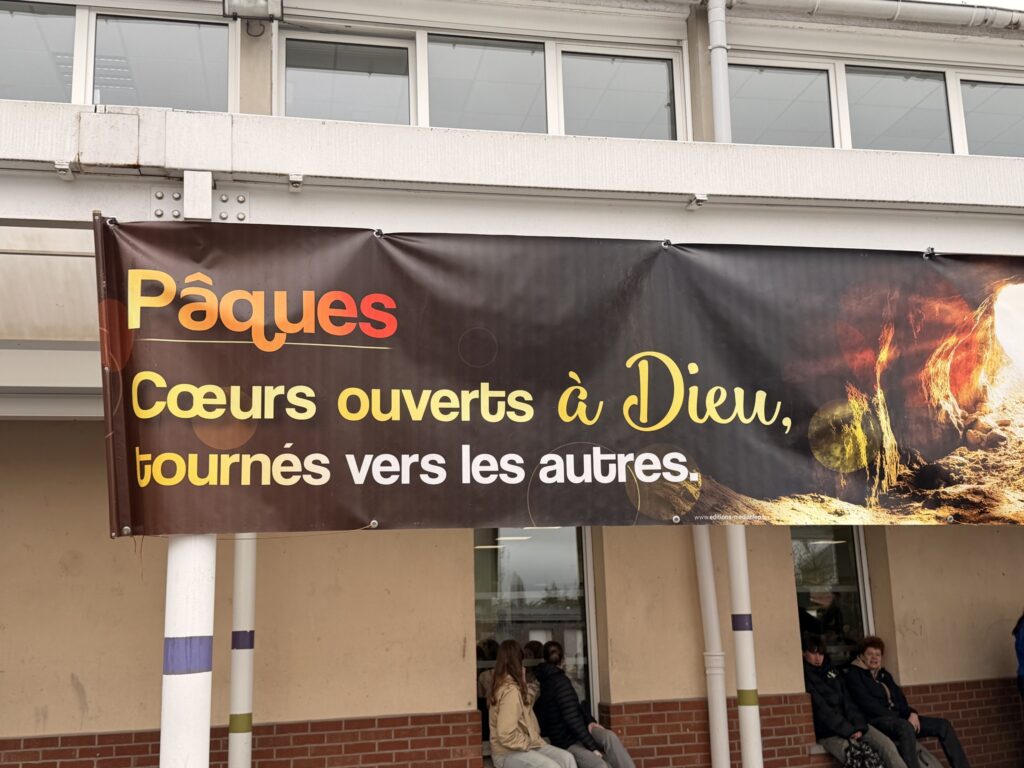 Pâques
Cœurs ouverts à Dieu,
tournés vers les autres.